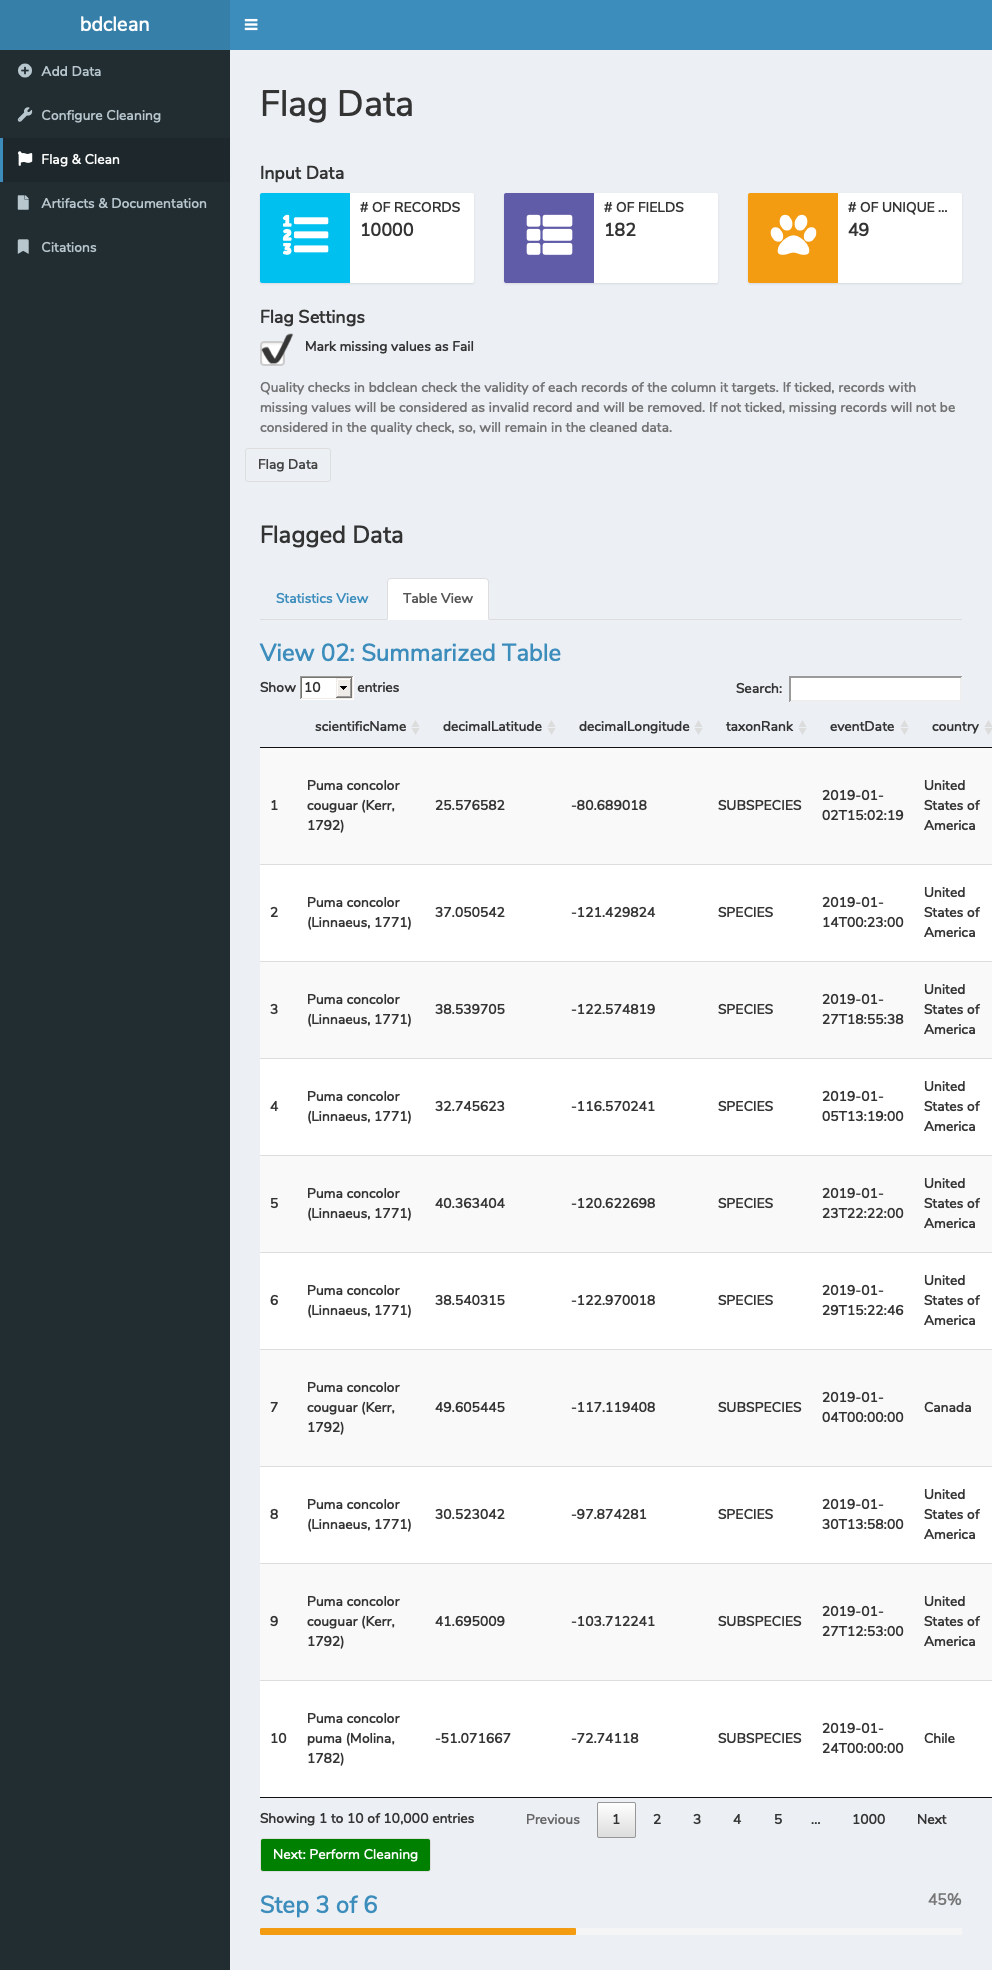 bdclean
Add Data
Configure Cleaning
Flag & Clean
Artifacts & Documentation
Citations
Flag Data
Input Data
# OF RECORDS
10000
# OF FIELDS
182
# OF UNIQUE ...
49
Flag Settings
Mark missing values as Fail
Quality checks in bdclean check the validity of each records of the column it targets. If ticked, records with
missing values will be considered as invalid record and will be removed. If not ticked, missing records will not be
considered in the quality check, so, will remain in the cleaned data.
Flag Data
Flagged Data
Statistics View Table View
View 02: Summarized Table
Show 10 entries Search:
scientificName decimalLatitude decimalLongitude taxonRank eventDate country
1 Puma concolor couguar (Kerr, 1792) 25.576582 -80.689018 SUBSPECIES 2019-01-02T15:02:19 United States of America
2 Puma concolor (Linnaeus, 1771) 37.050542 -121.429824 SPECIES 2019-01-14T00:23:00 United States of America
3 Puma concolor (Linnaeus, 1771) 38.539705 -122.574819 SPECIES 2019-01-27T18:55:38 United States of America
4 Puma concolor (Linnaeus, 1771) 32.745623 -116.570241 SPECIES 2019-01-05T13:19:00 United States of America
5 Puma concolor (Linnaeus, 1771) 40.363404 -120.622698 SPECIES 2019-01-23T22:22:00 United States of America
6 Puma concolor (Linnaeus, 1771) 38.540315 -122.970018 SPECIES 2019-01-29T15:22:46 United States of America
7 Puma concolor couguar (Kerr, 1792) 49.605445 -117.119408 SUBSPECIES 2019-01-04T00:00:00 Canada
8 Puma concolor (Linnaeus, 1771) 30.523042 -97.874281 SPECIES 2019-01-30T13:58:00 United States of America
9 Puma concolor couguar (Kerr, 1792) 41.695009 -103.712241 SUBSPECIES 2019-01-27T12:53:00 United States of America
10 Puma concolor puma (Molina, 1782) -51.071667 -72.74118 SUBSPECIES 2019-01-24T00:00:00 Chile
Showing 1 to 10 of 10,000 entries Previous 1 2 3 4 5 ... 1000 Next
Next: Perform Cleaning
Step 3 of 6 45%